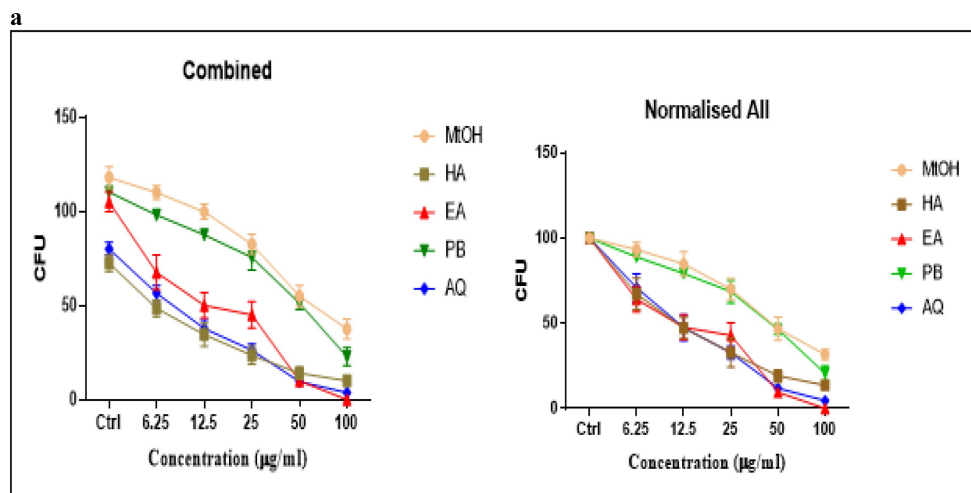 a
Combined
150
100
50
0
CFU
Ctrl 6.25 12.5 25 50 100
Concentration (µg/ml)
MtOH
HA
EA
PB
AQ
Normalised All
150
100
50
0
CFU
Ctrl 6.25 12.5 25 50 100
Concentration (µg/ml)
MtOH
HA
EA
PB
AQ